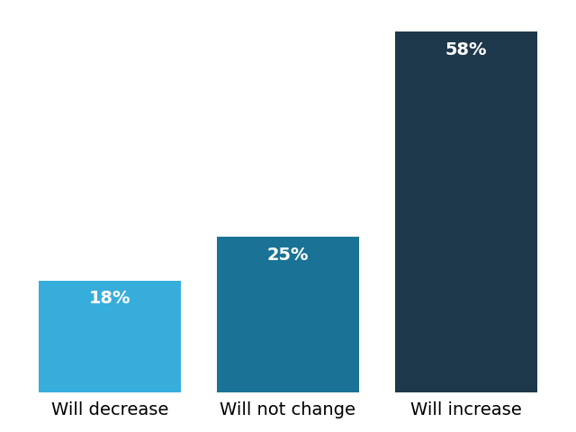 58%
25%
18%
Will decrease
Will not change
Will increase